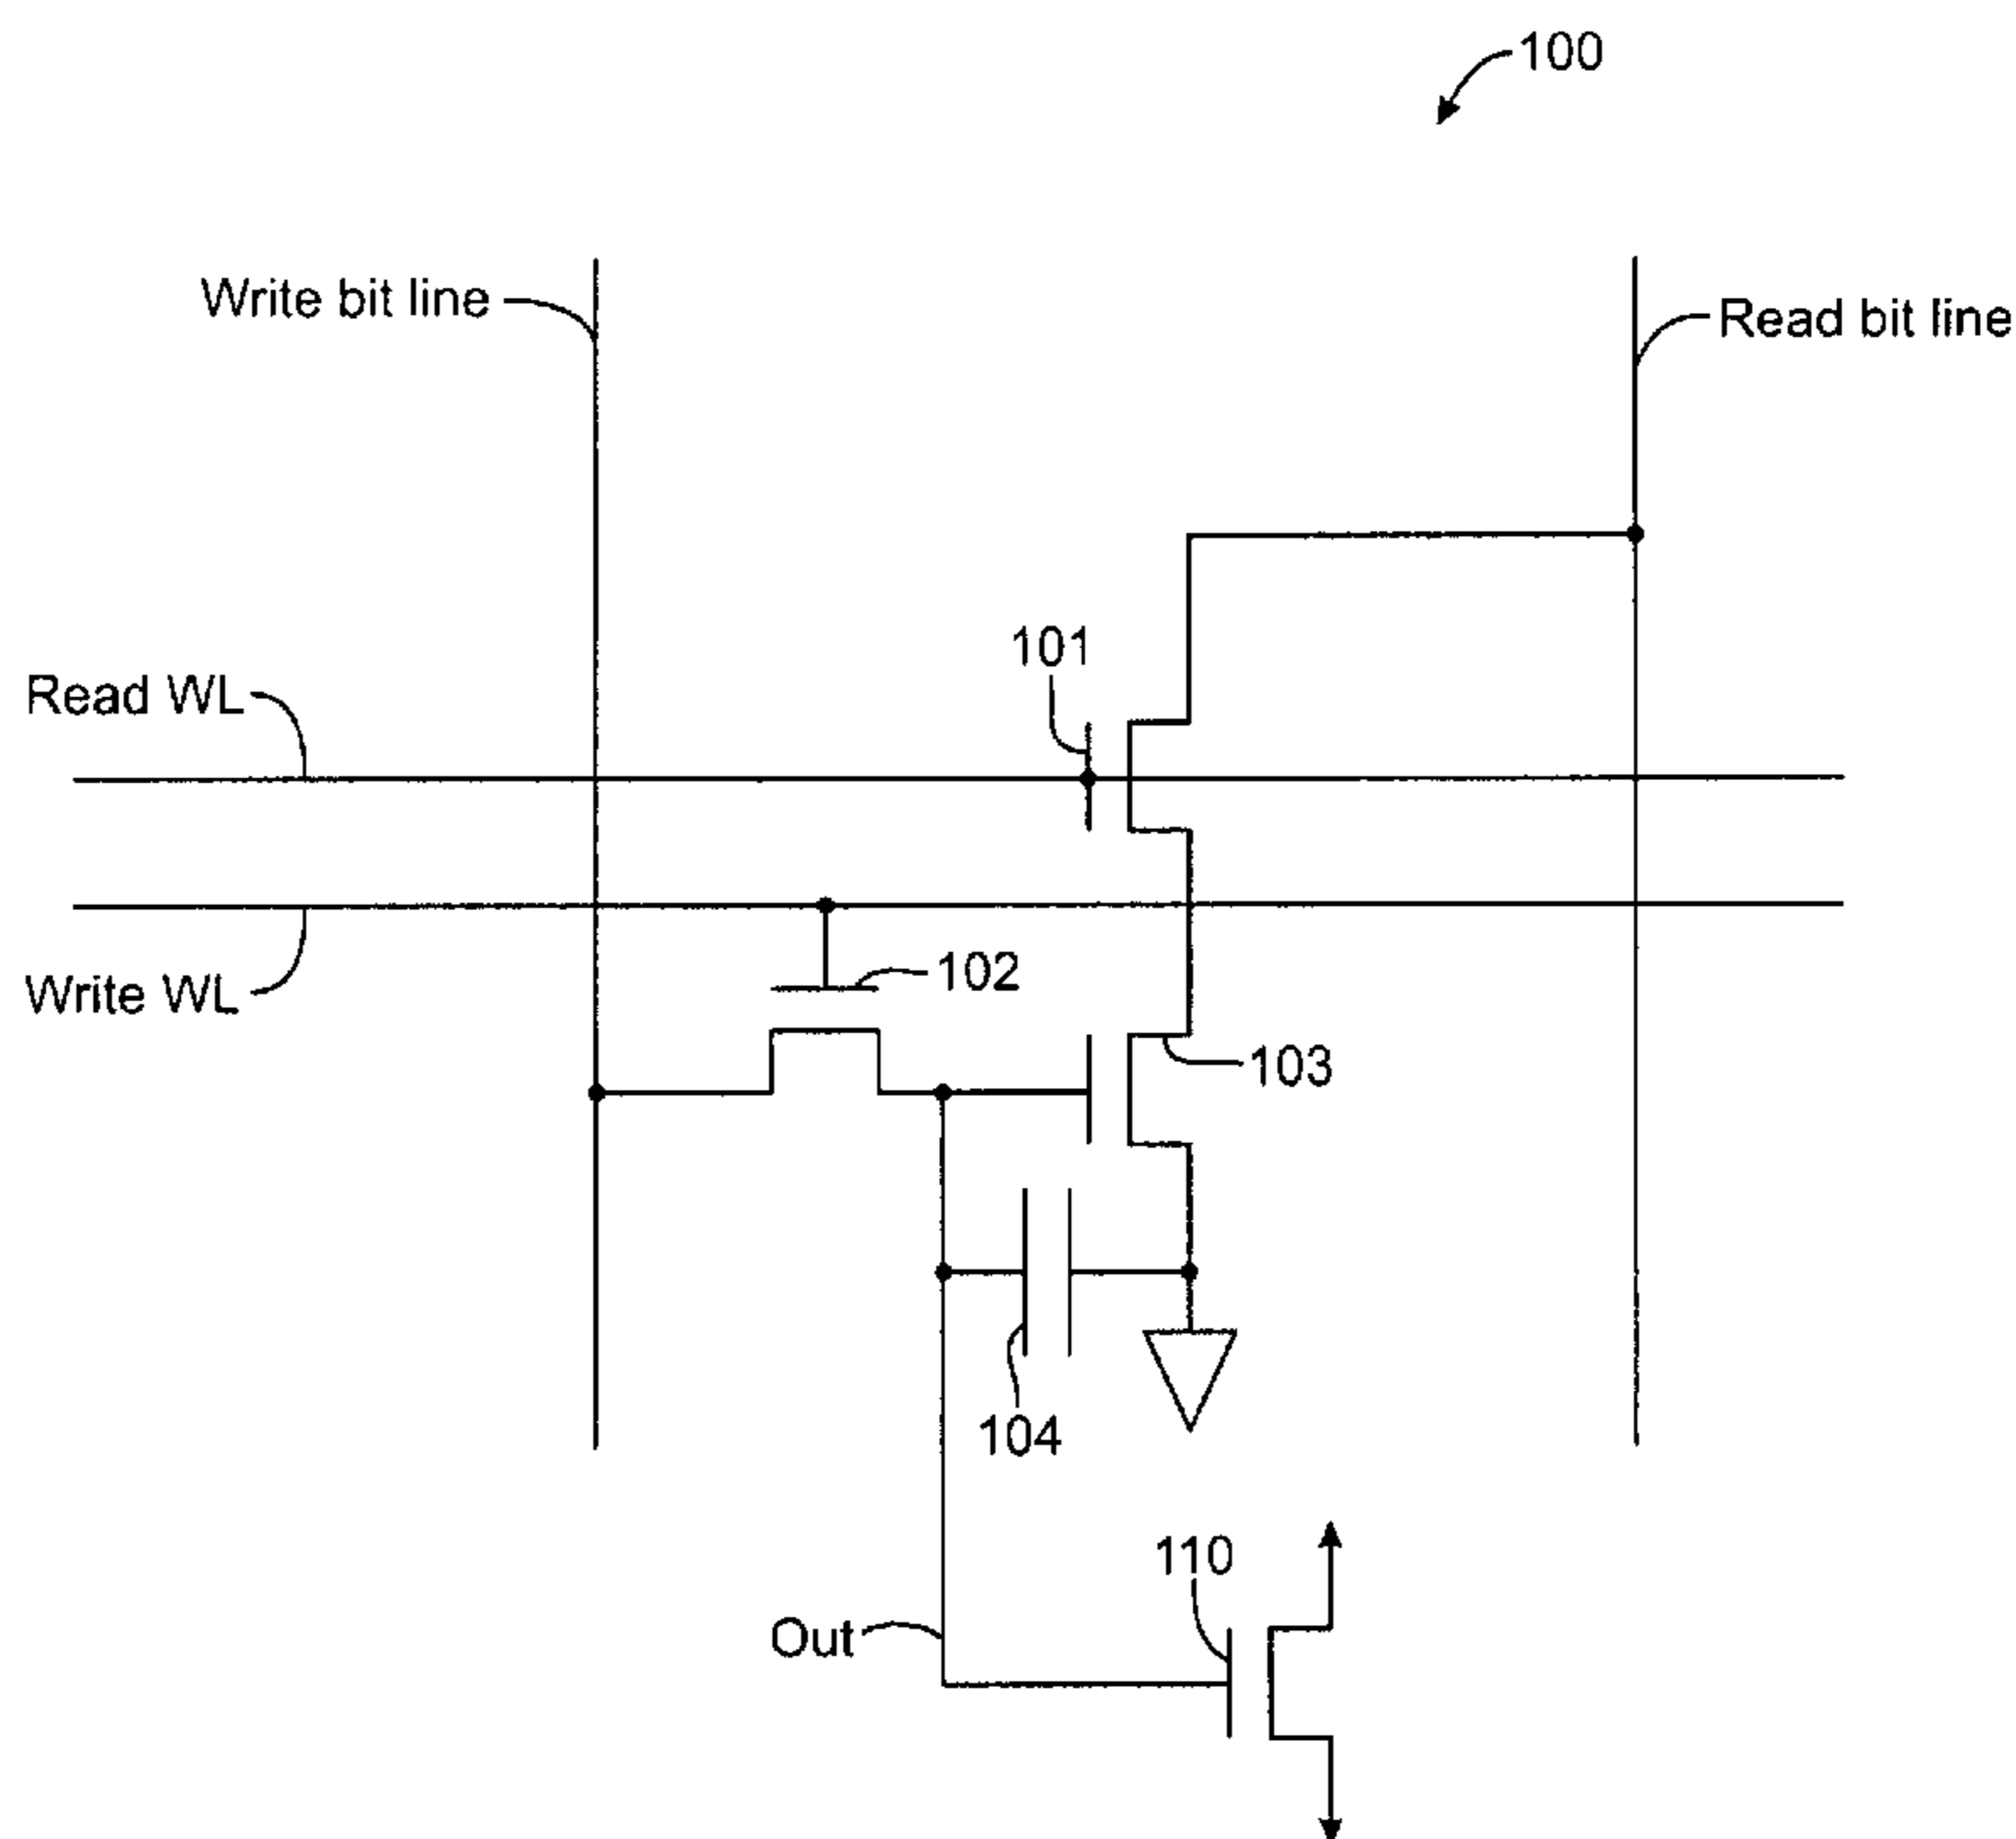 100
Write bit line
Read bit line
101
Read WL
102
Write WL
103
104
110
Out